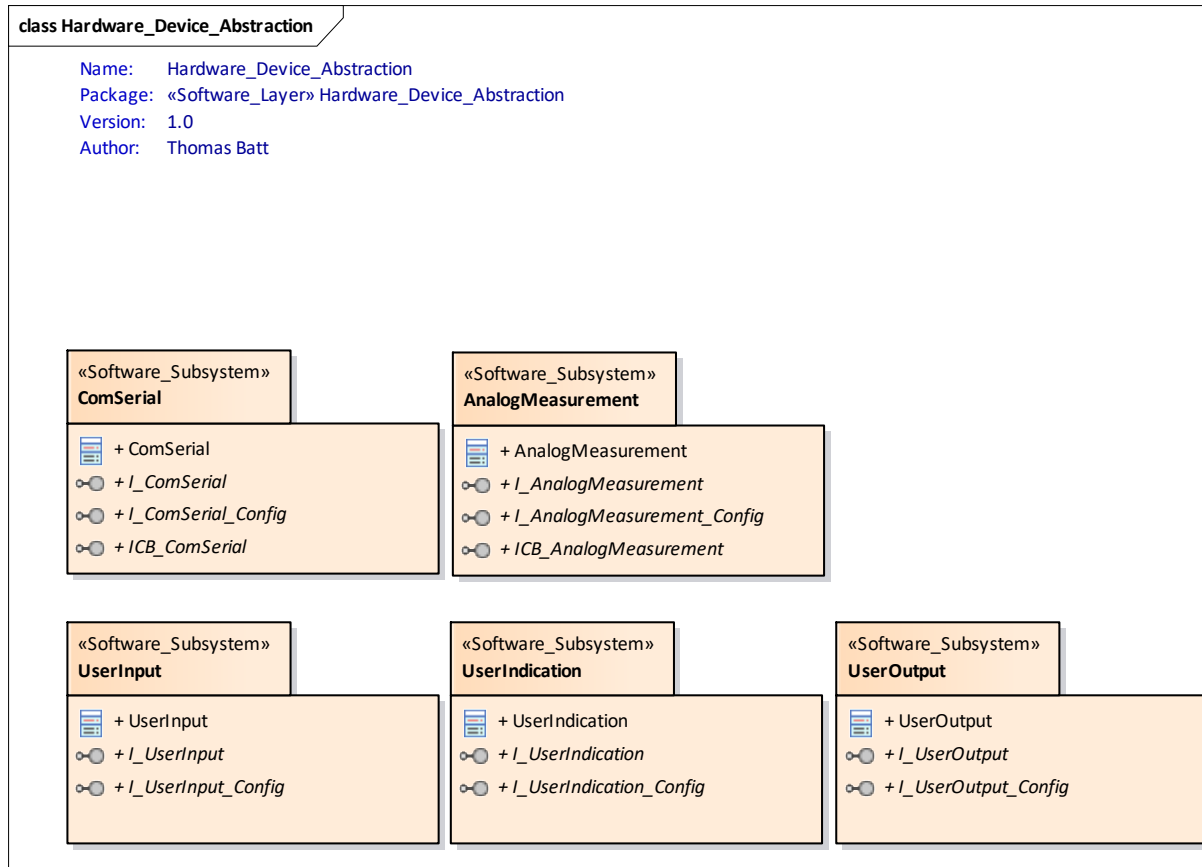 class Hardware_Device_Abstraction
Name: Hardware_Device_Abstraction
Package: «Software_Layer» Hardware_Device_Abstraction
Version: 1.0
Author: Thomas Batt
«Software_Subsystem»
ComSerial
+ ComSerial
+ I_ComSerial
+ I_ComSerial_Config
+ ICB_ComSerial
«Software_Subsystem»
AnalogMeasurement
+ AnalogMeasurement
+ I_AnalogMeasurement
+ I_AnalogMeasurement_Config
+ ICB_AnalogMeasurement
«Software_Subsystem»
UserInput
+ UserInput
+ I_UserInput
+ I_UserInput_Config
«Software_Subsystem»
UserIndication
+ UserIndication
+ I_UserIndication
+ I_UserIndication_Config
«Software_Subsystem»
UserOutput
+ UserOutput
+ I_UserOutput
+ I_UserOutput_Config